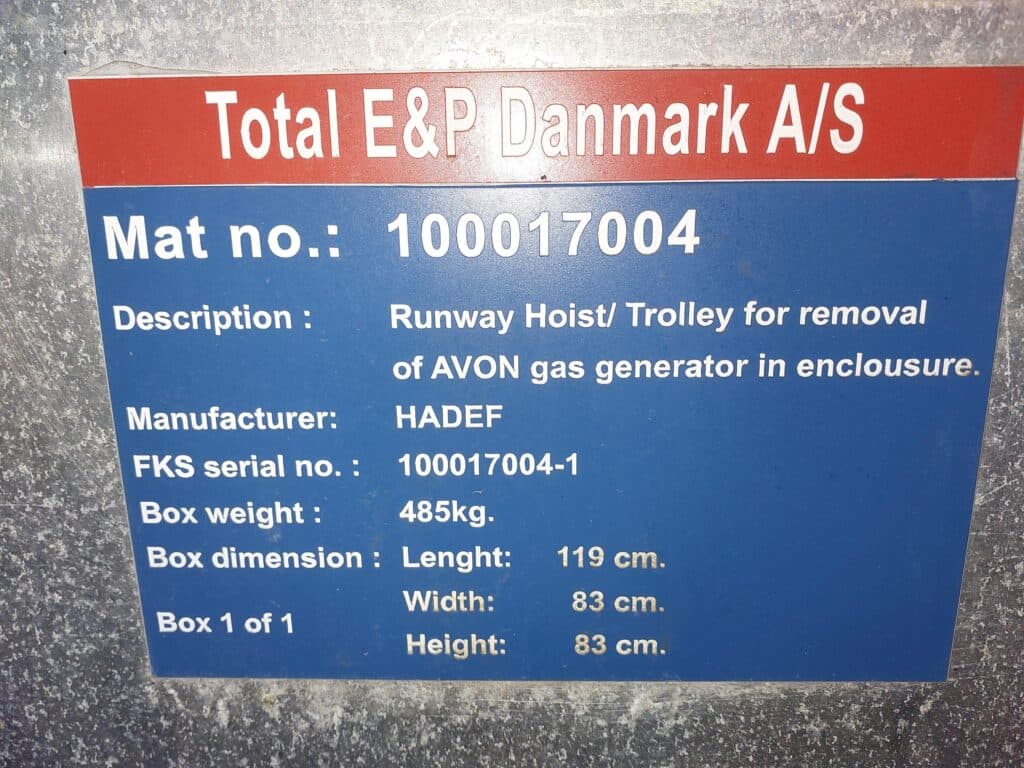 Total E&P Danmark A/S
Mat no.: 100017004
Description : Runway Hoist/ Trolley for removal
of AVON gas generator in enclousure.
Manufacturer: HADEF
FKS serial no. : 100017004-1
Box weight : 485kg.
Box dimension : Lenght: 119 cm.
Width: 83 cm.
Box 1 of 1
Height: 83 cm.